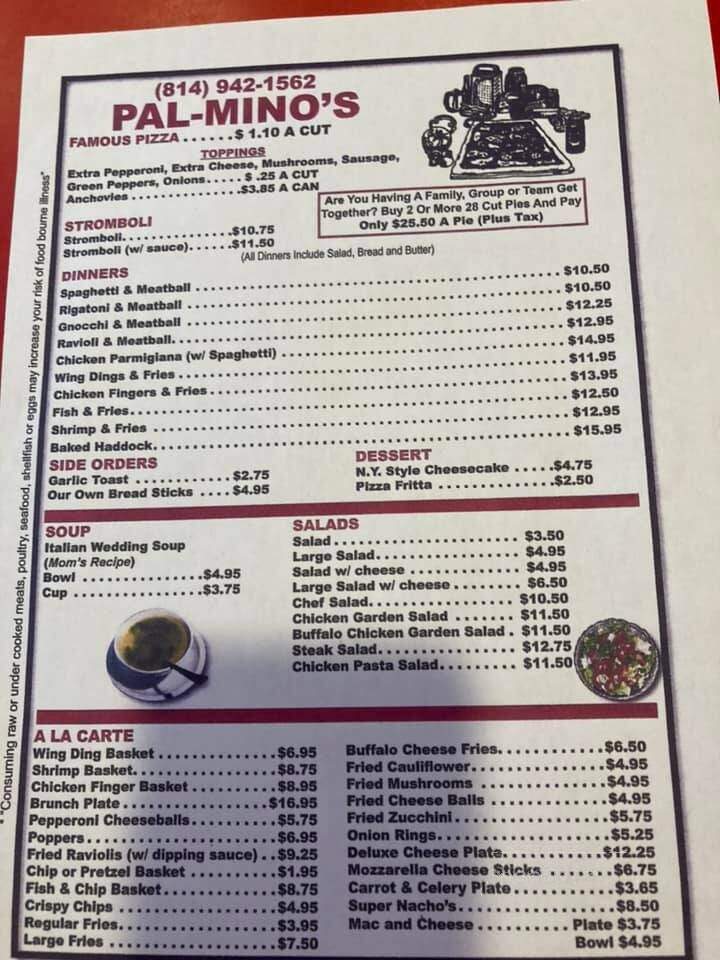 (814) 942-1562
PAL-MINO'S
FAMOUS PIZZA......$ 1.10 A CUT
TOPPINGS
Extra Pepperoni, Extra Cheese, Mushrooms, Sausage,
Green Peppers, Onions..... $ .25 A CUT
Anchovies ...............$3.85 A CAN
Are You Having A Family, Group or Team Get
Together? Buy 2 Or More 28 Cut Pies And Pay
Only $25.50 A Pie (Plus Tax)
STROMBOLI
Stromboli...............$10.75
Stromboli (w/ sauce)......$11.50
(All Dinners Include Salad, Bread and Butter)
DINNERS
Spaghetti & Meatball ...............$10.50
Rigatoni & Meatball ...............$10.50
Gnocchi & Meatball ...............$12.25
Ravioli & Meatball...............$12.95
Chicken Parmigiana (w/ Spaghetti) ...............$14.95
Wing Dings & Fries ...............$11.95
Chicken Fingers & Fries...............$13.95
Fish & Fries...............$12.50
Shrimp & Fries ...............$12.95
Baked Haddock...............$15.95
SIDE ORDERS
Garlic Toast ............$2.75
Our Own Bread Sticks .... $4.95
DESSERT
N.Y. Style Cheesecake .....$4.75
Pizza Fritta ............$2.50
SOUP
Italian Wedding Soup
(Mom's Recipe)
Bowl ...............$4.95
Cup ................$3.75
SALADS
Salad...................... $3.50
Large Salad................. $4.95
Salad w/ cheese ............. $4.95
Large Salad w/ cheese ........ $6.50
Chef Salad.................. $10.50
Chicken Garden Salad ....... $11.50
Buffalo Chicken Garden Salad . $11.50
Steak Salad................. $12.75
Chicken Pasta Salad......... $11.50
A LA CARTE
Wing Ding Basket ...............$6.95
Shrimp Basket..................$8.75
Chicken Finger Basket ..........$8.95
Brunch Plate ..................$16.95
Pepperoni Cheeseballs..........$5.75
Poppers.......................$6.95
Fried Raviolis (w/ dipping sauce) ..$9.25
Chip or Pretzel Basket .........$1.95
Fish & Chip Basket.............$8.75
Crispy Chips ..................$4.95
Regular Fries..................$3.95
Large Fries ...................$7.50
Buffalo Cheese Fries............$6.50
Fried Cauliflower...............$4.95
Fried Mushrooms ...............$4.95
Fried Cheese Balls .............$4.95
Fried Zucchini.................$5.75
Onion Rings...................$5.25
Deluxe Cheese Plate............$12.25
Mozzarella Cheese Sticks .......$6.75
Carrot & Celery Plate...........$3.65
Super Nacho's..................$8.50
Mac and Cheese ............Plate $3.75
Bowl $4.95
*"Consuming raw or under cooked meats, poultry, seafood, shellfish or eggs may increase your risk of food bourne illness"